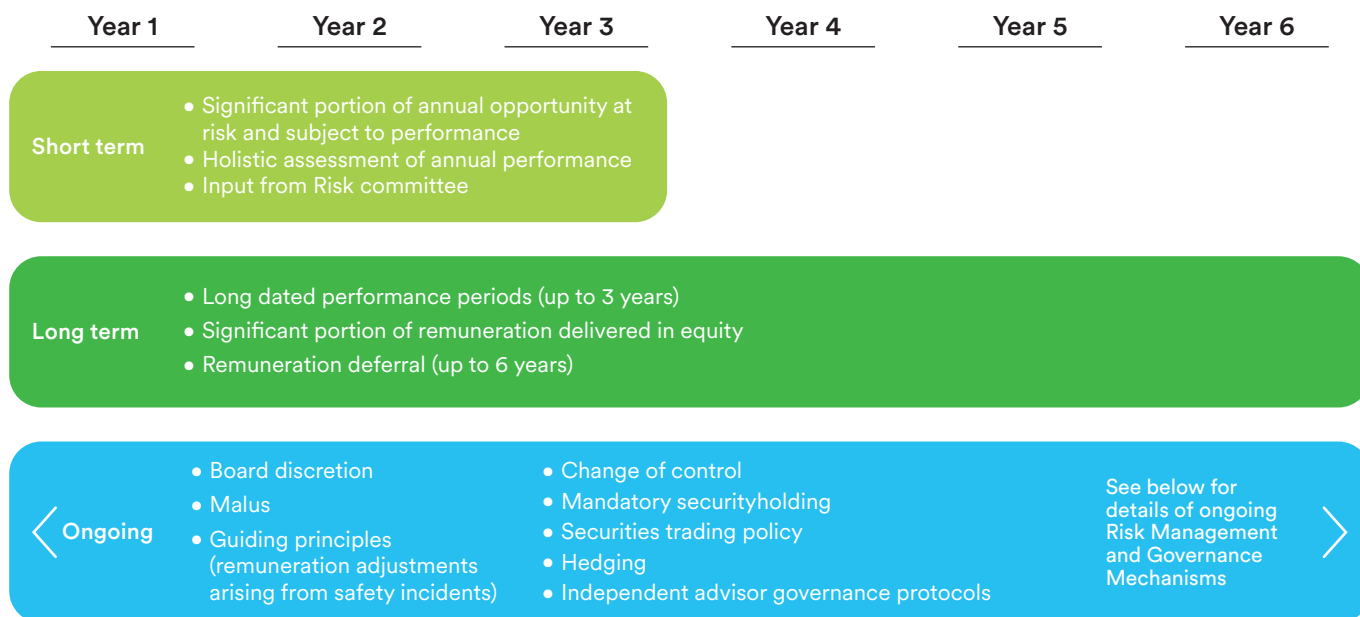 Year 1 Year 2 Year 3 Year 4 Year 5 Year 6
Short term
• Significant portion of annual opportunity at
risk and subject to performance
• Holistic assessment of annual performance
• Input from Risk committee
Long term
• Long dated performance periods (up to 3 years)
• Significant portion of remuneration delivered in equity
• Remuneration deferral (up to 6 years)
Ongoing
• Board discretion
• Malus
• Guiding principles
(remuneration adjustments
arising from safety incidents)
• Change of control
• Mandatory securityholding
• Securities trading policy
• Hedging
• Independent advisor governance protocols
See below for
details of ongoing
Risk Management
and Governance
Mechanisms